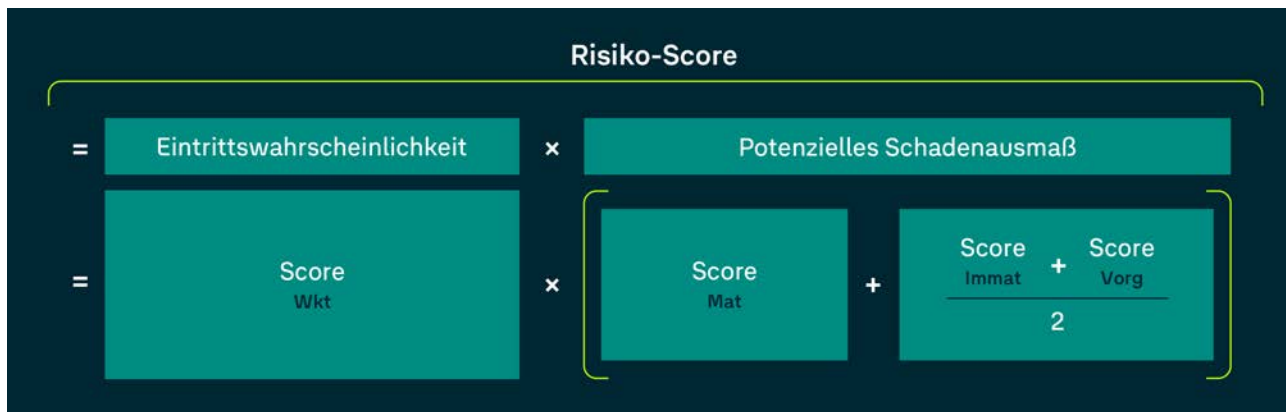 Risiko-Score
= Eintrittswahrscheinlichkeit × Potenzielles Schadenausmaß
= Score Wkt × [ Score Mat + Score Immat + Score Vorg
2 ]